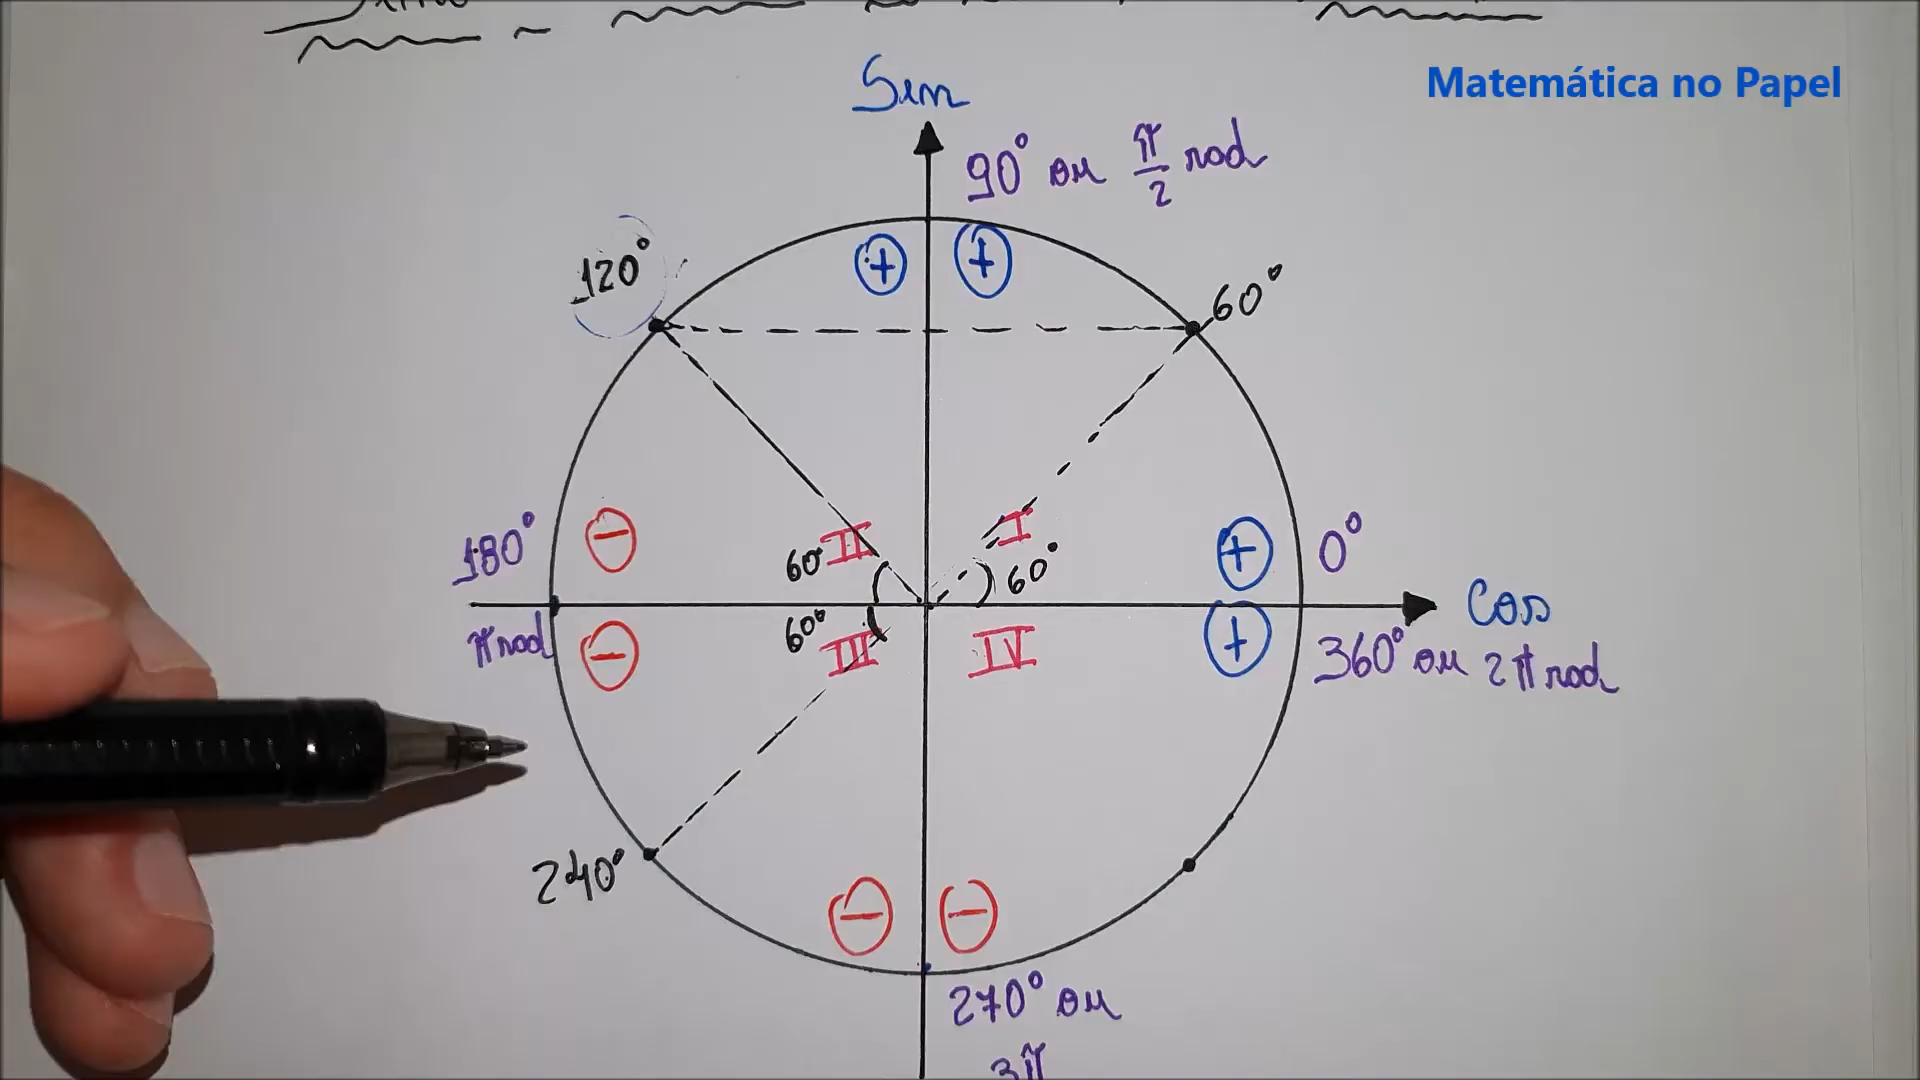 Matemática no Papel
Sen
90° ou π/2 rad
120°
60°
+
+
180°
-
60°
II
I
60°
+
0°
Cos
π rad
-
60°
III
IV
+
360° ou 2π rad
240°
-
-
270° ou
3π